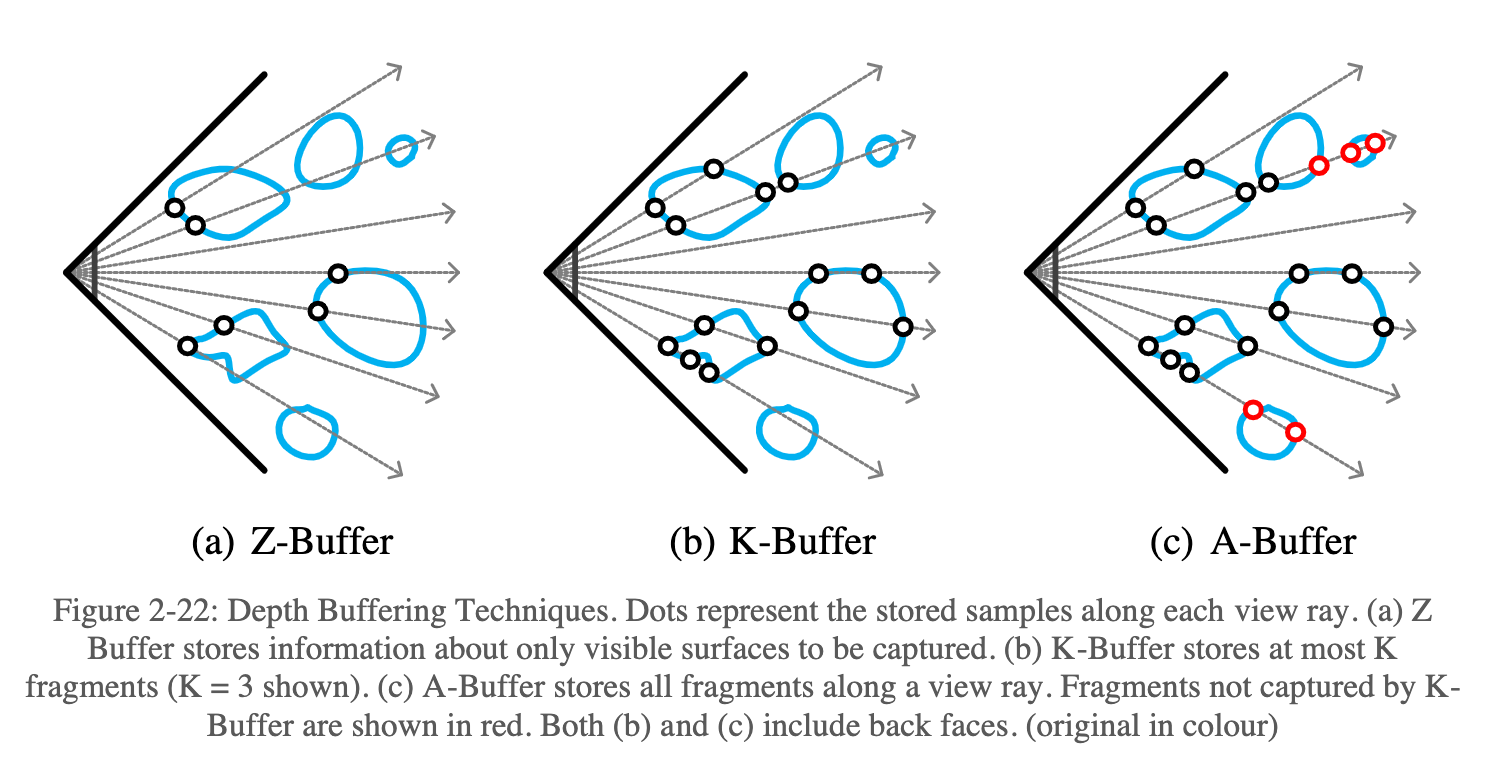 (a) Z-Buffer
(b) K-Buffer
(c) A-Buffer
Figure 2-22: Depth Buffering Techniques. Dots represent the stored samples along each view ray. (a) Z
Buffer stores information about only visible surfaces to be captured. (b) K-Buffer stores at most K
fragments (K = 3 shown). (c) A-Buffer stores all fragments along a view ray. Fragments not captured by K-
Buffer are shown in red. Both (b) and (c) include back faces. (original in colour)